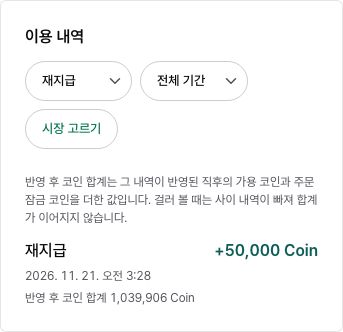 이용 내역
재지급
전체 기간
시장 고르기
반영 후 코인 합계는 그 내역이 반영된 직후의 가용 코인과 주문
잠금 코인을 더한 값입니다. 걸러 볼 때는 사이 내역이 빠져 합계
가 이어지지 않습니다.
재지급
+50,000 Coin
2026. 11. 21. 오전 3:28
반영 후 코인 합계 1,039,906 Coin